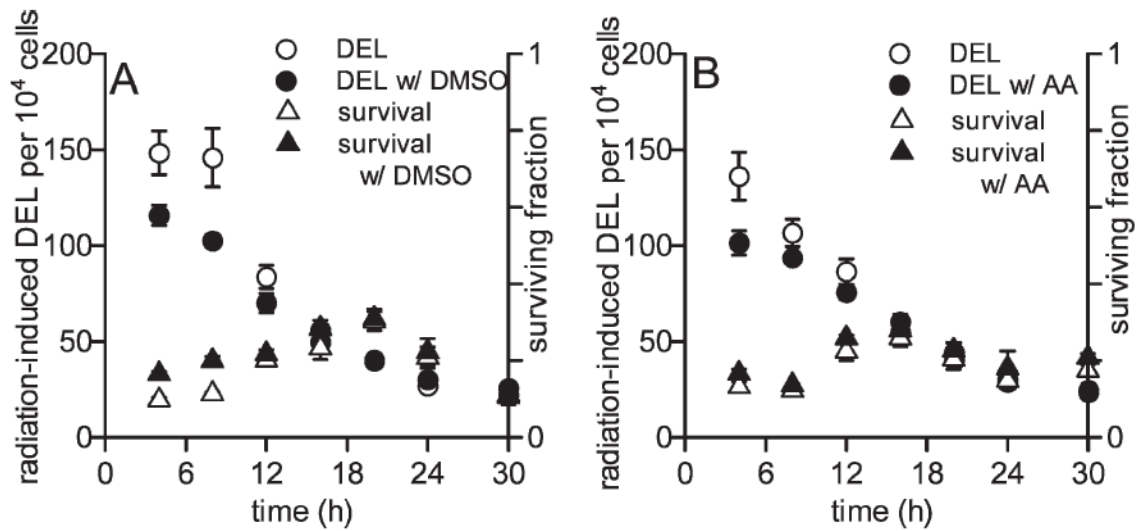 A
radiation-induced DEL per 10⁴ cells
200
150
100
50
0
0 6 12 18 24 30
time (h)
1
0
surviving fraction
DEL
DEL w/ DMSO
survival
survival
w/ DMSO
B
radiation-induced DEL per 10⁴ cells
200
150
100
50
0
0 6 12 18 24 30
time (h)
1
0
surviving fraction
DEL
DEL w/ AA
survival
survival
w/ AA